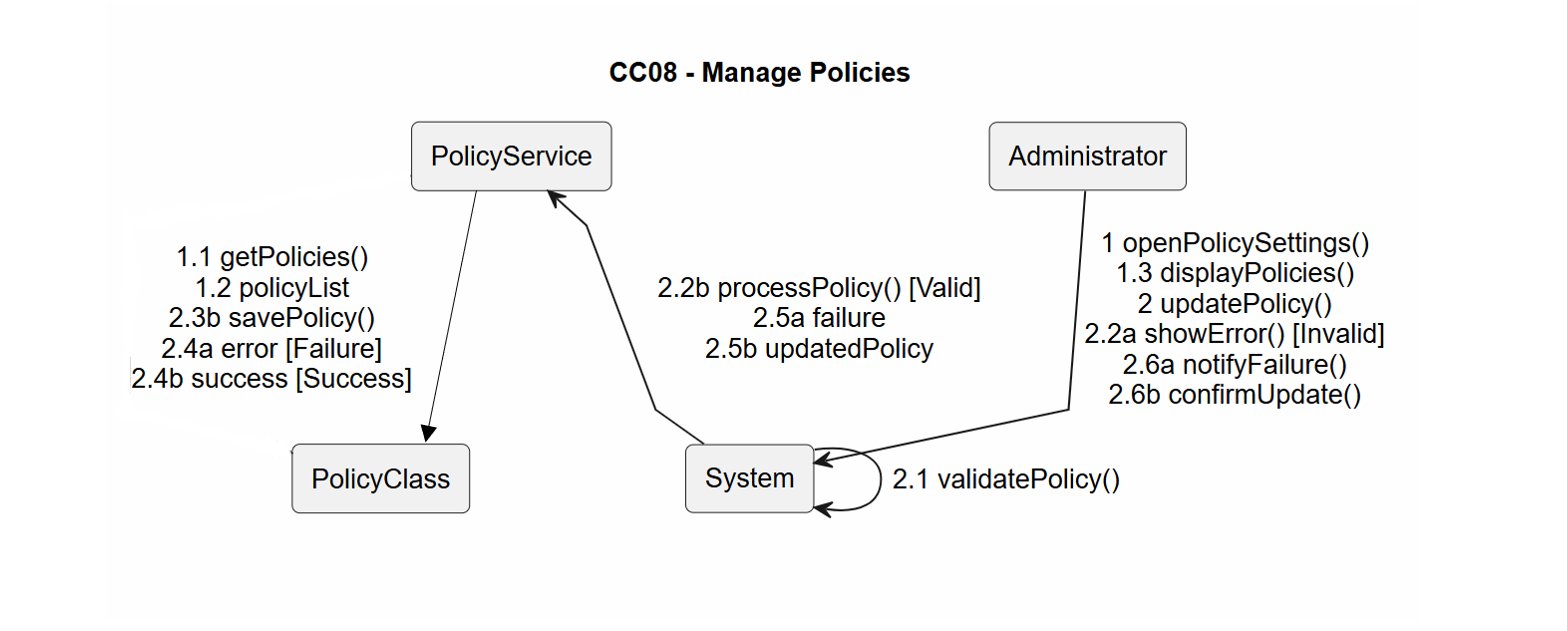 CC08 - Manage Policies
PolicyService
Administrator
1.1 getPolicies()
1.2 policyList
2.3b savePolicy()
2.4a error [Failure]
2.4b success [Success]
2.2b processPolicy() [Valid]
2.5a failure
2.5b updatedPolicy
1 openPolicySettings()
1.3 displayPolicies()
2 updatePolicy()
2.2a showError() [Invalid]
2.6a notifyFailure()
2.6b confirmUpdate()
PolicyClass
System
2.1 validatePolicy()